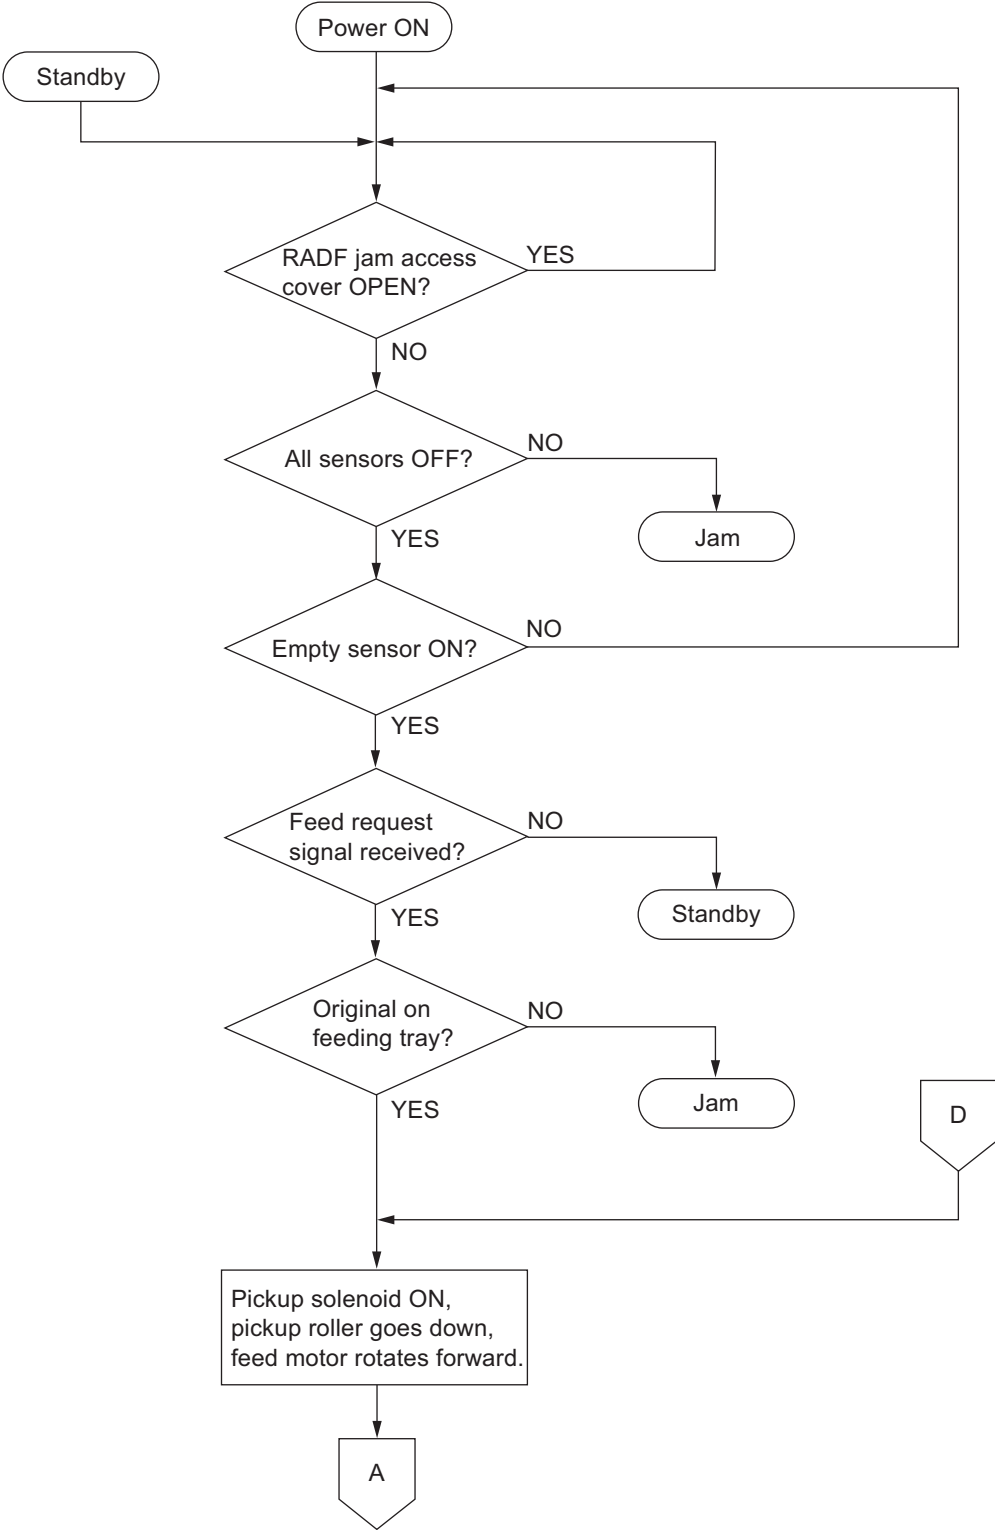 Power ON
Standby
RADF jam access
cover OPEN?
YES
NO
All sensors OFF?
NO
Jam
YES
Empty sensor ON?
NO
YES
Feed request
signal received?
NO
Standby
YES
Original on
feeding tray?
NO
Jam
YES
D
Pickup solenoid ON,
pickup roller goes down,
feed motor rotates forward.
A